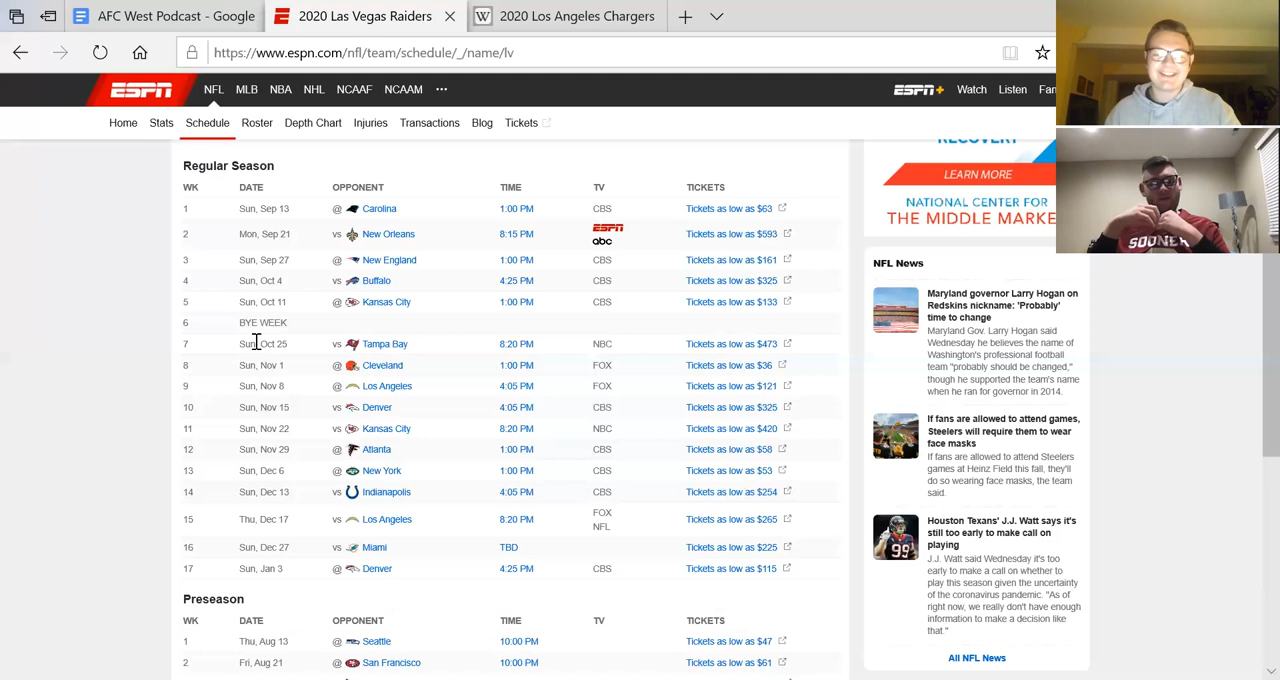 AFC West Podcast - Google
2020 Las Vegas Raiders
W 2020 Los Angeles Chargers
https://www.espn.com/nfl/team/schedule/_/name/lv
ESPN NFL MLB NBA NHL NCAAF NCAAM ••• ESPN+ Watch Listen Fan
Home Stats Schedule Roster Depth Chart Injuries Transactions Blog Tickets
Regular Season
WK DATE OPPONENT TIME TV TICKETS
1 Sun, Sep 13 @ Carolina 1:00 PM CBS Tickets as low as $63
2 Mon, Sep 21 vs New Orleans 8:15 PM ESPN abc Tickets as low as $593
3 Sun, Sep 27 @ New England 1:00 PM CBS Tickets as low as $161
4 Sun, Oct 4 vs Buffalo 4:25 PM CBS Tickets as low as $325
5 Sun, Oct 11 @ Kansas City 1:00 PM CBS Tickets as low as $133
6 BYE WEEK
7 Sun, Oct 25 vs Tampa Bay 8:20 PM NBC Tickets as low as $473
8 Sun, Nov 1 @ Cleveland 1:00 PM FOX Tickets as low as $36
9 Sun, Nov 8 @ Los Angeles 4:05 PM FOX Tickets as low as $121
10 Sun, Nov 15 vs Denver 4:05 PM CBS Tickets as low as $325
11 Sun, Nov 22 vs Kansas City 8:20 PM NBC Tickets as low as $420
12 Sun, Nov 29 @ Atlanta 1:00 PM CBS Tickets as low as $58
13 Sun, Dec 6 @ New York 1:00 PM CBS Tickets as low as $53
14 Sun, Dec 13 vs Indianapolis 4:05 PM CBS Tickets as low as $254
15 Thu, Dec 17 vs Los Angeles 8:20 PM FOX NFL Tickets as low as $265
16 Sun, Dec 27 vs Miami TBD Tickets as low as $225
17 Sun, Jan 3 @ Denver 4:25 PM CBS Tickets as low as $115
Preseason
WK DATE OPPONENT TIME TV TICKETS
1 Thu, Aug 13 @ Seattle 10:00 PM Tickets as low as $47
2 Fri, Aug 21 @ San Francisco 10:00 PM Tickets as low as $61
RECOVERY
LEARN MORE
NATIONAL CENTER FOR
THE MIDDLE MARKE
SOONER
NFL News
Maryland governor Larry Hogan on
Redskins nickname: 'Probably'
time to change
Maryland Gov. Larry Hogan said
Wednesday he believes the name of
Washington's professional football
team "probably should be changed,"
though he supported the team's name
when he ran for governor in 2014.
If fans are allowed to attend games,
Steelers will require them to wear
face masks
If fans are allowed to attend Steelers
games at Heinz Field this fall, they'll
do so wearing face masks, the team
said.
Houston Texans' J.J. Watt says it's
still too early to make call on
playing
J.J. Watt said Wednesday it's too
early to make a call on whether to
play this season given the uncertainty
of the coronavirus pandemic. "As of
right now, we really don't have enough
information to make a decision like
that."
All NFL News
99